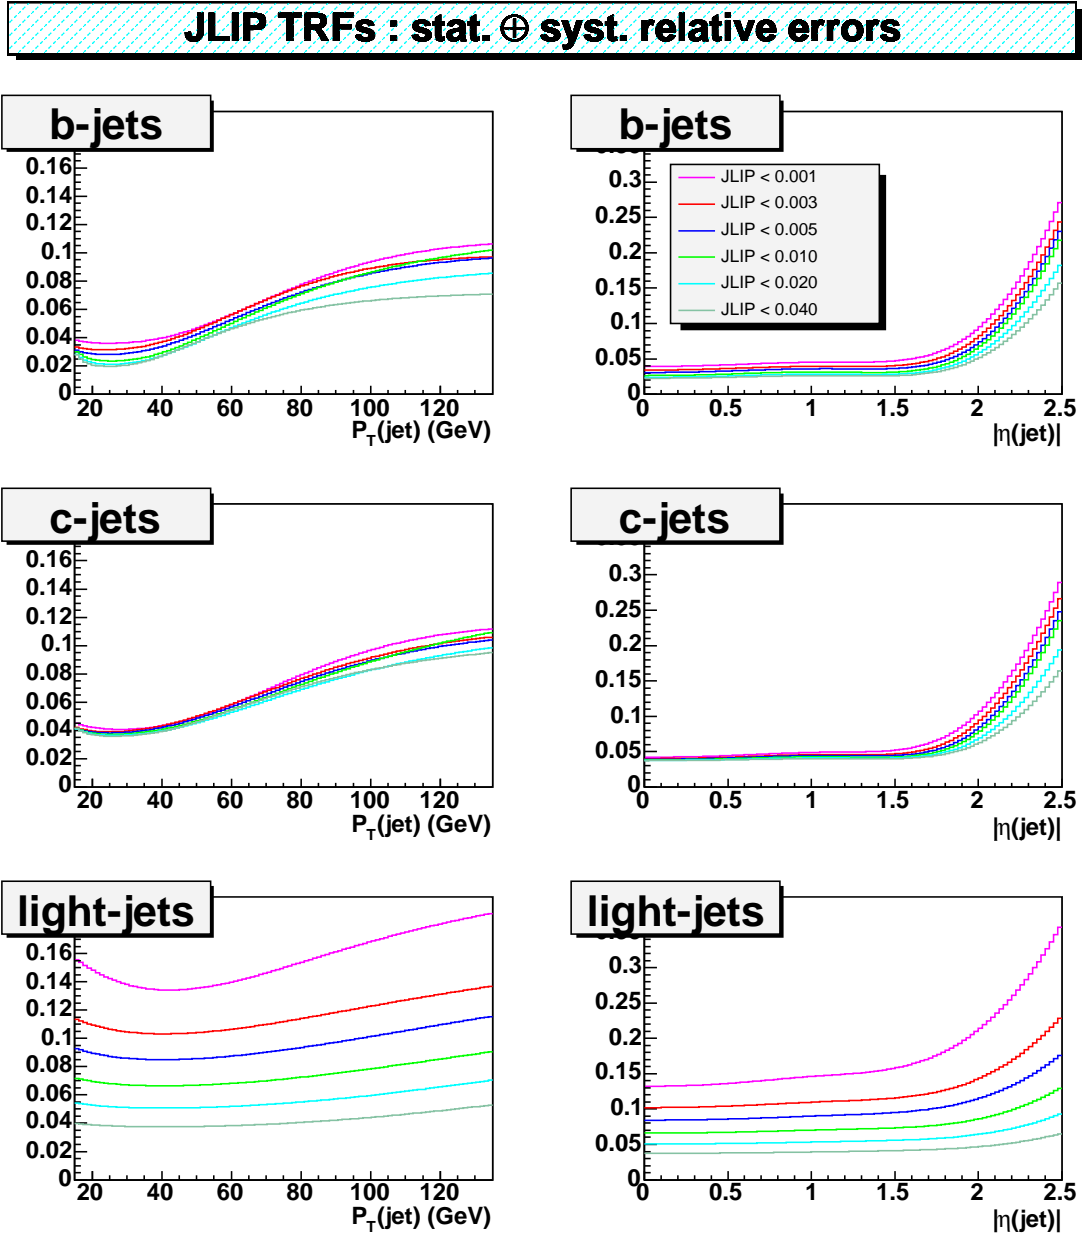 JLIP TRFs : stat. ⊕ syst. relative errors
b-jets
0.16
0.14
0.12
0.1
0.08
0.06
0.04
0.02
0
20 40 60 80 100 120
P_T(jet) (GeV)
b-jets
0.3
0.25
0.2
0.15
0.1
0.05
0
JLIP < 0.001
JLIP < 0.003
JLIP < 0.005
JLIP < 0.010
JLIP < 0.020
JLIP < 0.040
0 0.5 1 1.5 2 2.5
|η(jet)|
c-jets
0.16
0.14
0.12
0.1
0.08
0.06
0.04
0.02
0
20 40 60 80 100 120
P_T(jet) (GeV)
c-jets
0.3
0.25
0.2
0.15
0.1
0.05
0
0 0.5 1 1.5 2 2.5
|η(jet)|
light-jets
0.16
0.14
0.12
0.1
0.08
0.06
0.04
0.02
0
20 40 60 80 100 120
P_T(jet) (GeV)
light-jets
0.3
0.25
0.2
0.15
0.1
0.05
0
0 0.5 1 1.5 2 2.5
|η(jet)|